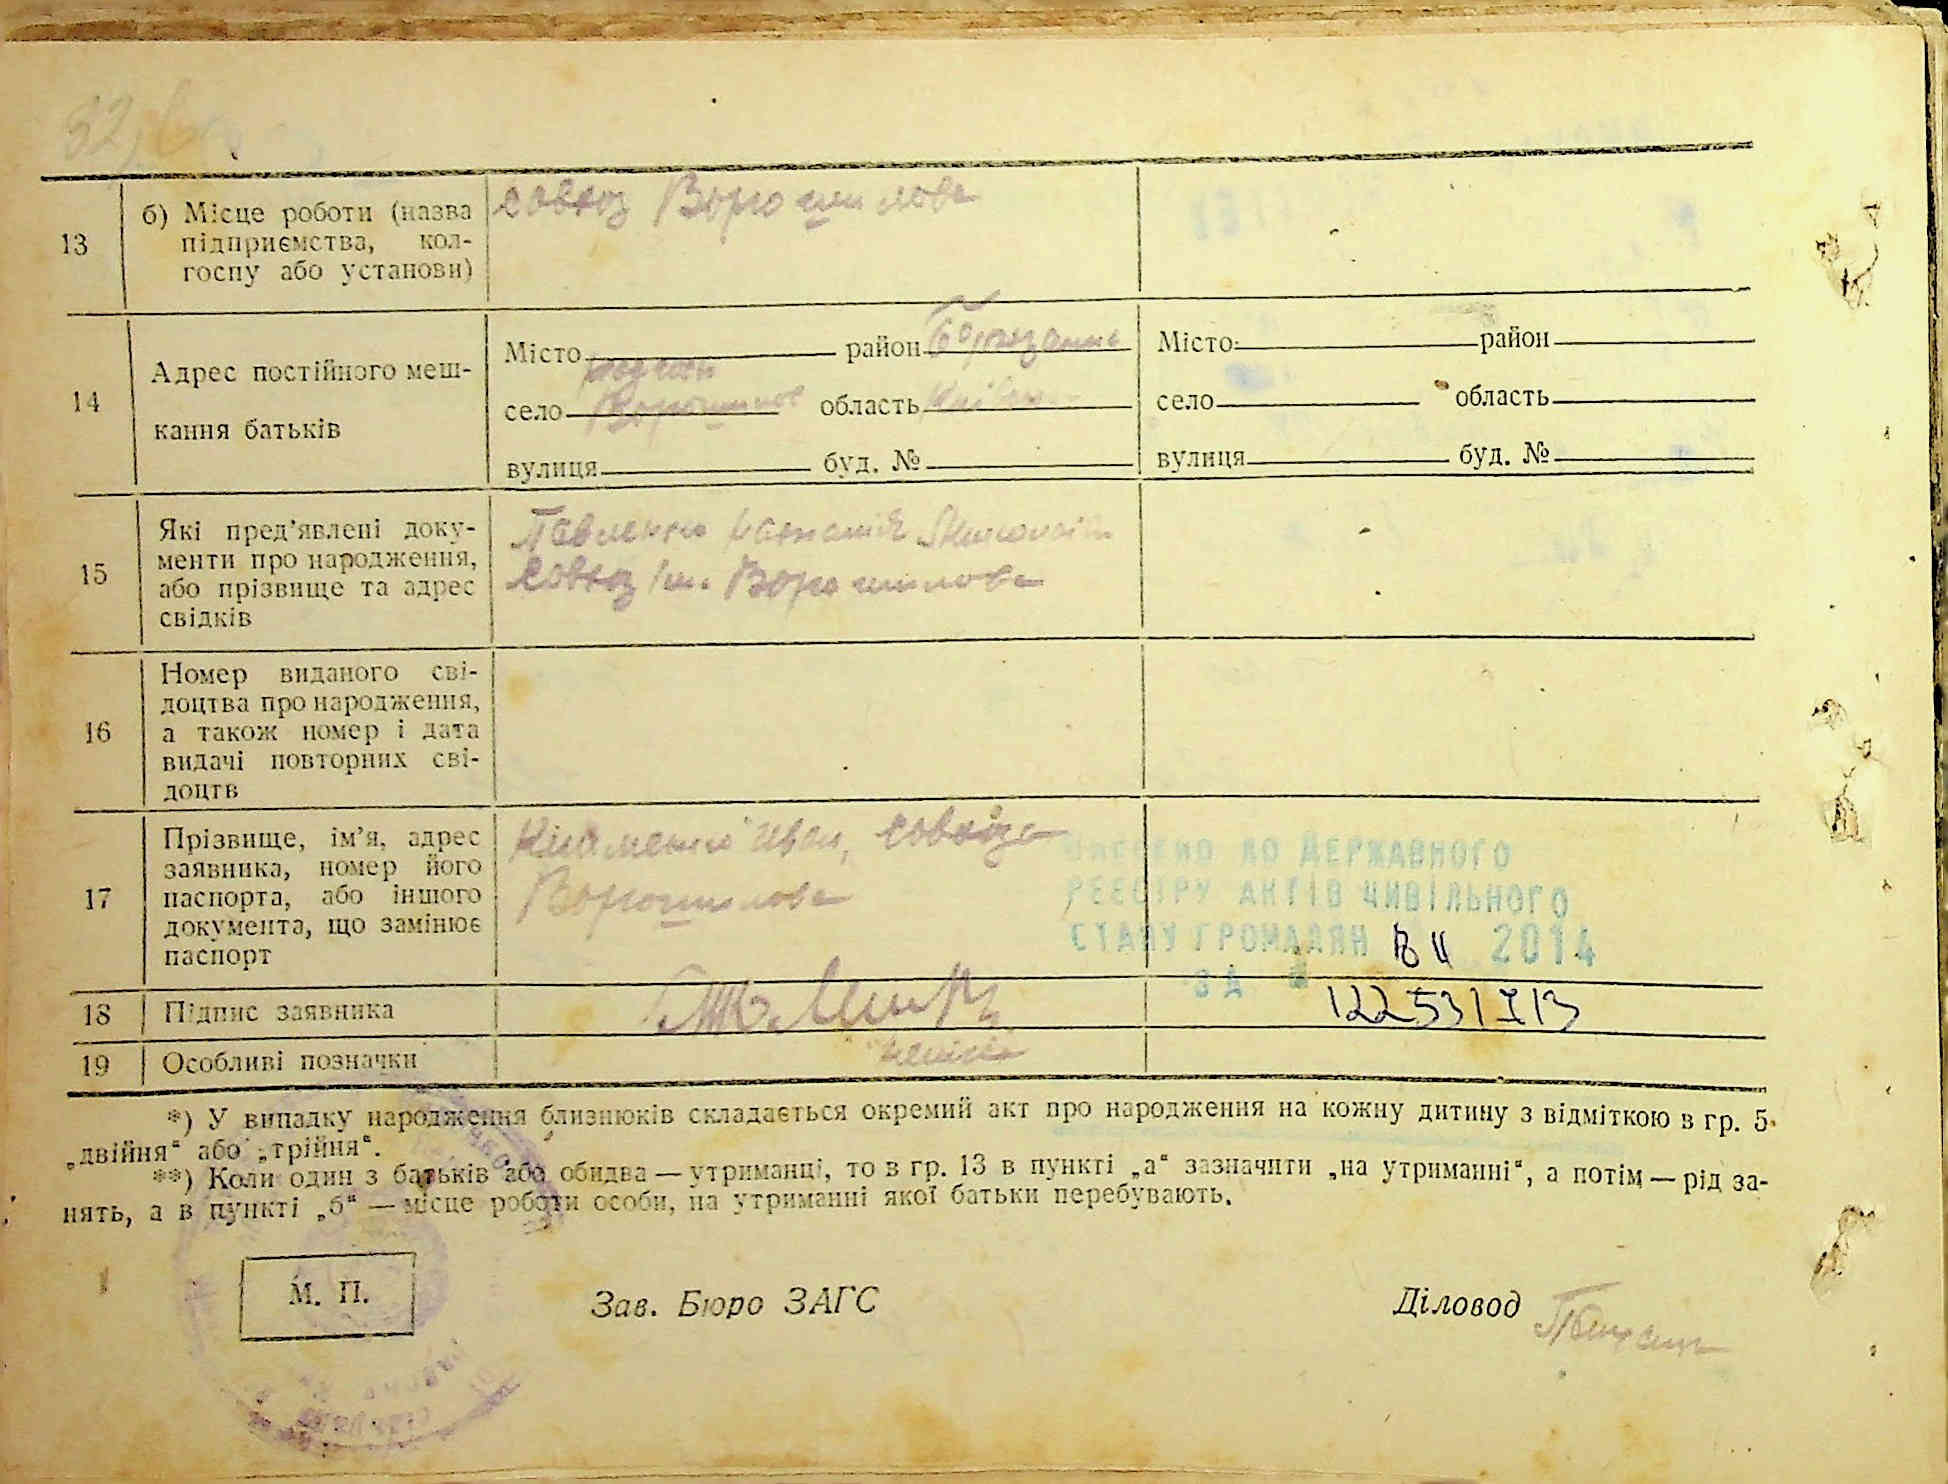 13
б) Місце роботи (назва
підприємства, кол-
госпу або установи)
совхоз Ворошилова
14
Адрес постійного меш-
кання батьків
Місто район
село Ворошилов область Київськ
вулиця буд. №
Місто район
село область
вулиця буд. №
15
Які пред’явлені доку-
менти про народження,
або прізвище та адрес
свідків
Павленко
совхоз Ворошилова
16
Номер виданого сві-
доцтва про народження,
а також номер і дата
видачі повторних сві-
доцтв
17
Прізвище, ім’я, адрес
заявника, номер його
паспорта, або іншого
документа, що замінює
паспорт
Іван, совхоз
Ворошилова
ВНЕСЕНО ДО ДЕРЖАВНОГО
РЕЄСТРУ АКТІВ ЦИВІЛЬНОГО
СТАНУ ГРОМАДЯН 2014
ЗА №
18
Підпис заявника
19
Особливі позначки
*) У випадку народження близнюків складається окремий акт про народження на кожну дитину з відміткою в гр. 5
„двійня“ або „трійня“.
**) Коли один з батьків або обидва — утриманці, то в гр. 13 в пункті „а“ зазначити „на утриманні“, а потім — рід за-
нять, а в пункті „б“ — місце роботи особи, на утриманні якої батьки перебувають.
М. П.
Зав. Бюро ЗАГС
Діловод